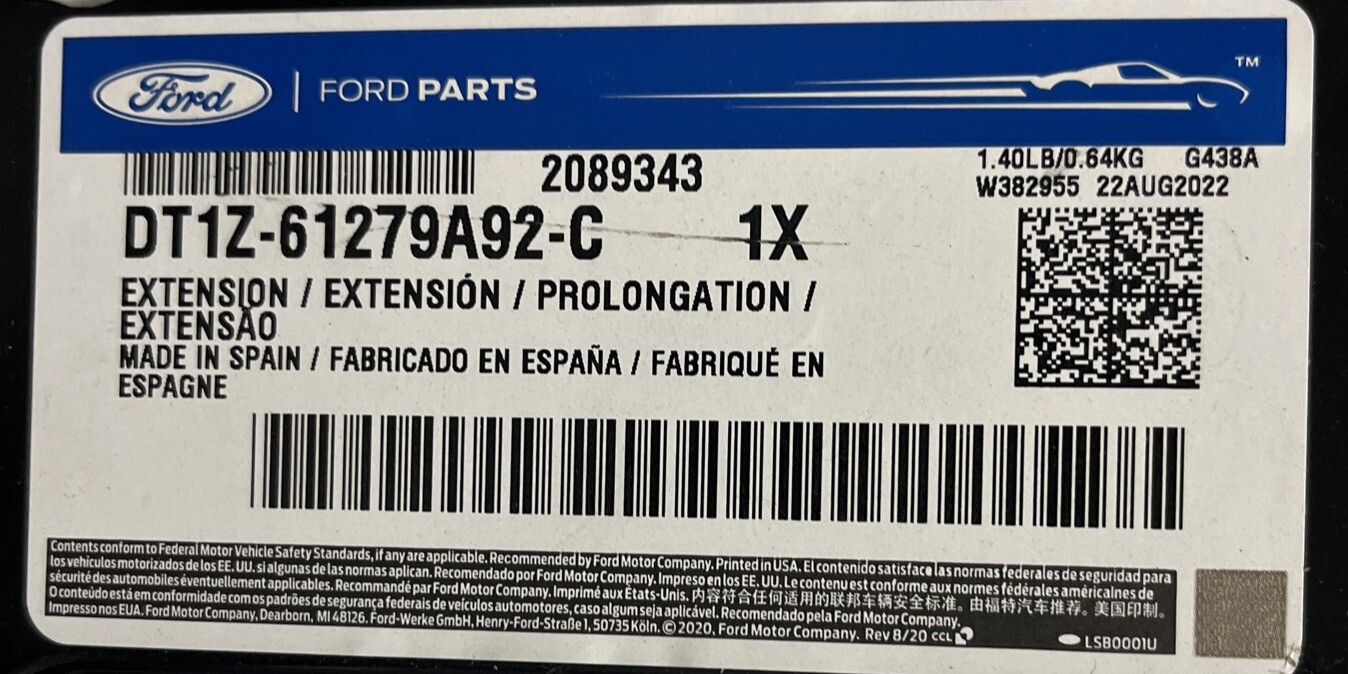 Ford | FORD PARTS TM
2089343
1.40LB/0.64KG G438A
W382955 22AUG2022
DT1Z-61279A92-C 1X
EXTENSION / EXTENSIÓN / PROLONGATION /
EXTENSÃO
MADE IN SPAIN / FABRICADO EN ESPAÑA / FABRIQUÉ EN
ESPAGNE
Contents conform to Federal Motor Vehicle Safety Standards, if any are applicable. Recommended by Ford Motor Company. Printed in USA. El contenido satisface las normas federales de seguridad para
los vehículos motorizados de los EE. UU. si algunas de las normas aplican. Recomendado por Ford Motor Company. Impreso en los EE. UU. Le contenu est conforme aux normes fédérales américaines de
sécurité des automobiles éventuellement applicables. Recommandé par Ford Motor Company. Imprimé aux États-Unis. 内容符合任何适用的联邦车辆安全标准。由福特汽车推荐。美国印制。
O conteúdo está em conformidade com os padrões de segurança federais de veículos automotores, caso algum seja aplicável. Recomendado pela Ford Motor Company.
Impresso nos EUA. Ford Motor Company, Dearborn, MI 48126. Ford-Werke GmbH, Henry-Ford-Straße 1, 50735 Köln. © 2020, Ford Motor Company. Rev 8/20 CCL
LSB0001U